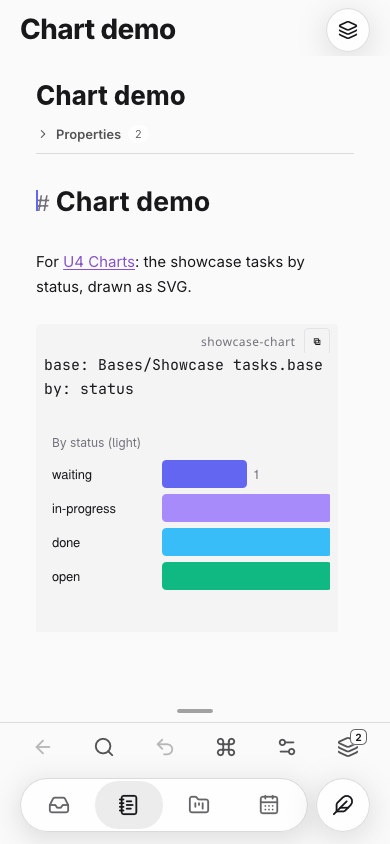 Chart demo
Chart demo
Properties 2
# Chart demo
For U4 Charts: the showcase tasks by
status, drawn as SVG.
showcase-chart
base: Bases/Showcase tasks.base
by: status
By status (light)
waiting 1
in-progress
done
open
2